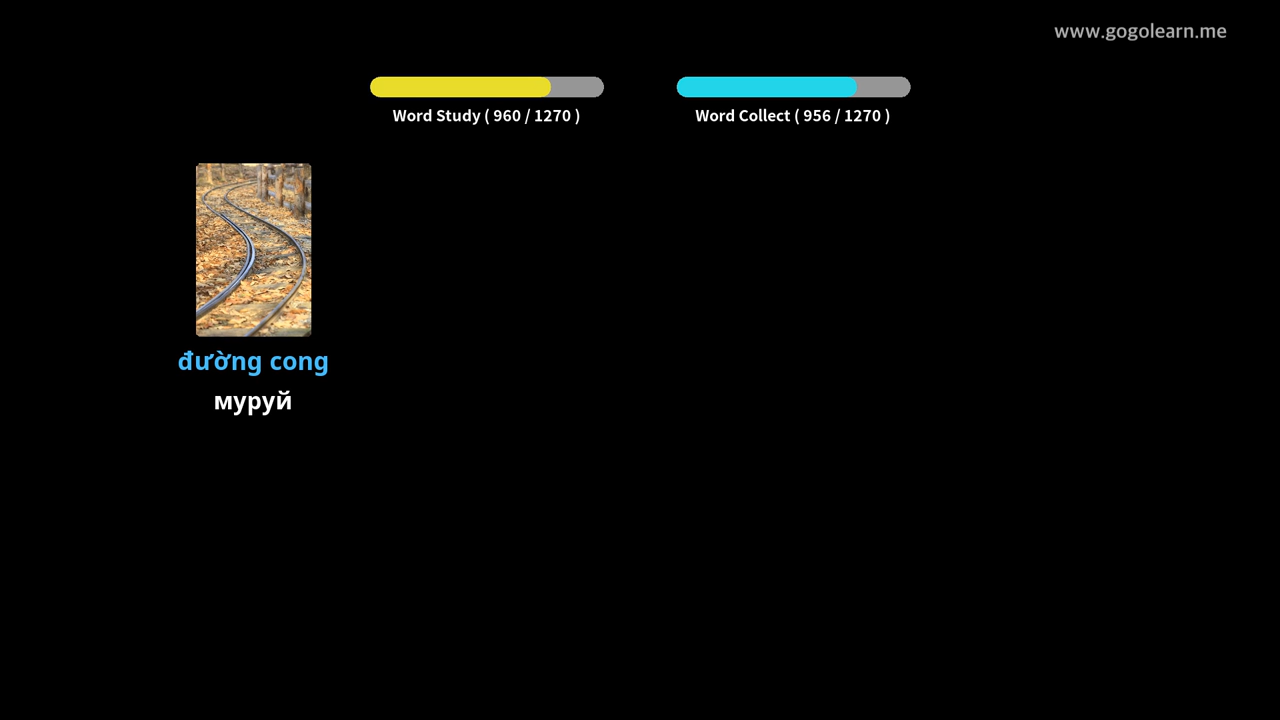 www.gogolearn.me
Word Study ( 960 / 1270 )
Word Collect ( 956 / 1270 )
đường cong
муруй